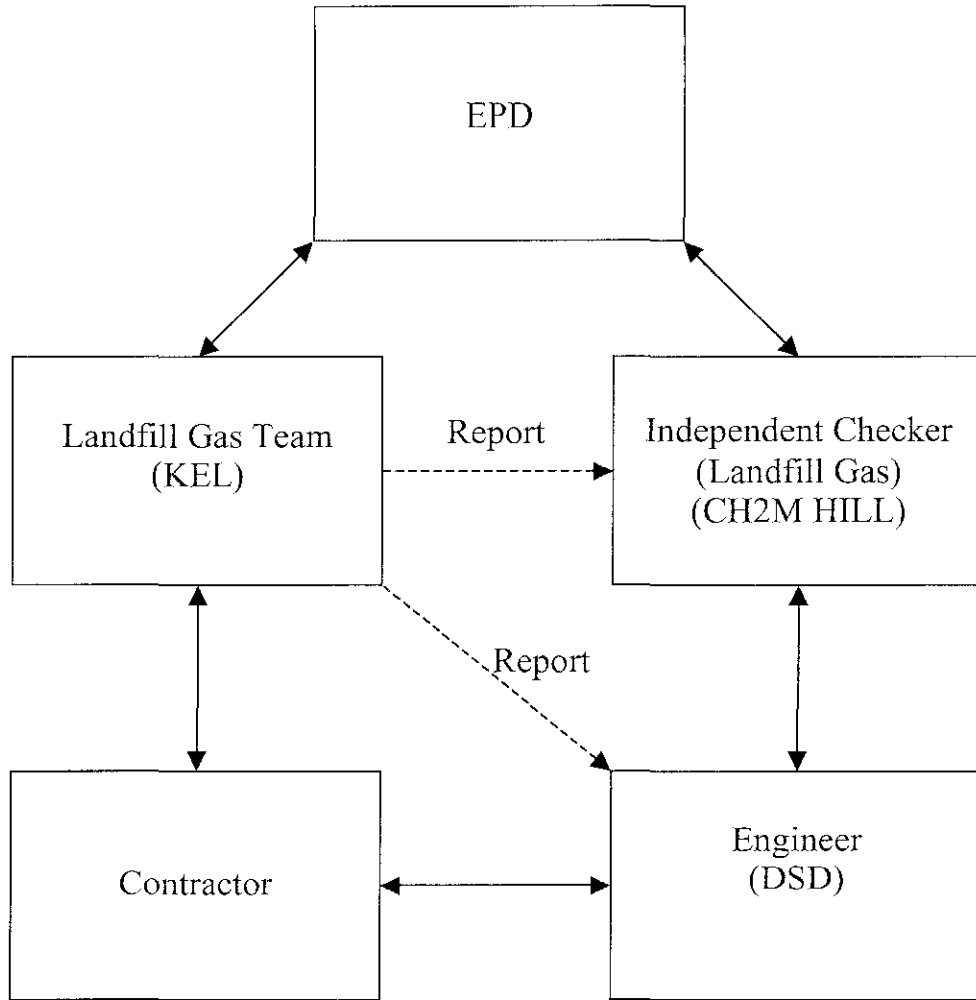 EPD
Landfill Gas Team
(KEL)
Report
Independent Checker
(Landfill Gas)
(CH2M HILL)
Report
Contractor
Engineer
(DSD)